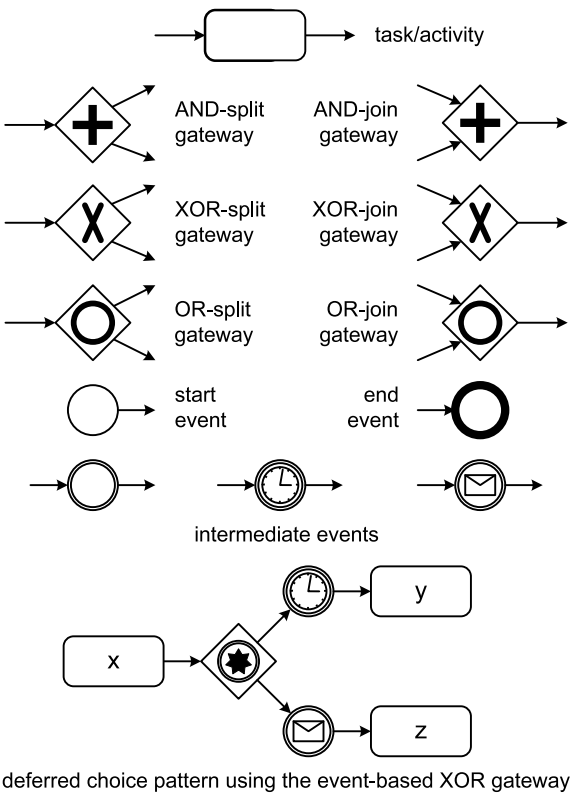 task/activity
AND-split
gateway
AND-join
gateway
XOR-split
gateway
XOR-join
gateway
OR-split
gateway
OR-join
gateway
start
event
end
event
intermediate events
y
x
z
deferred choice pattern using the event-based XOR gateway